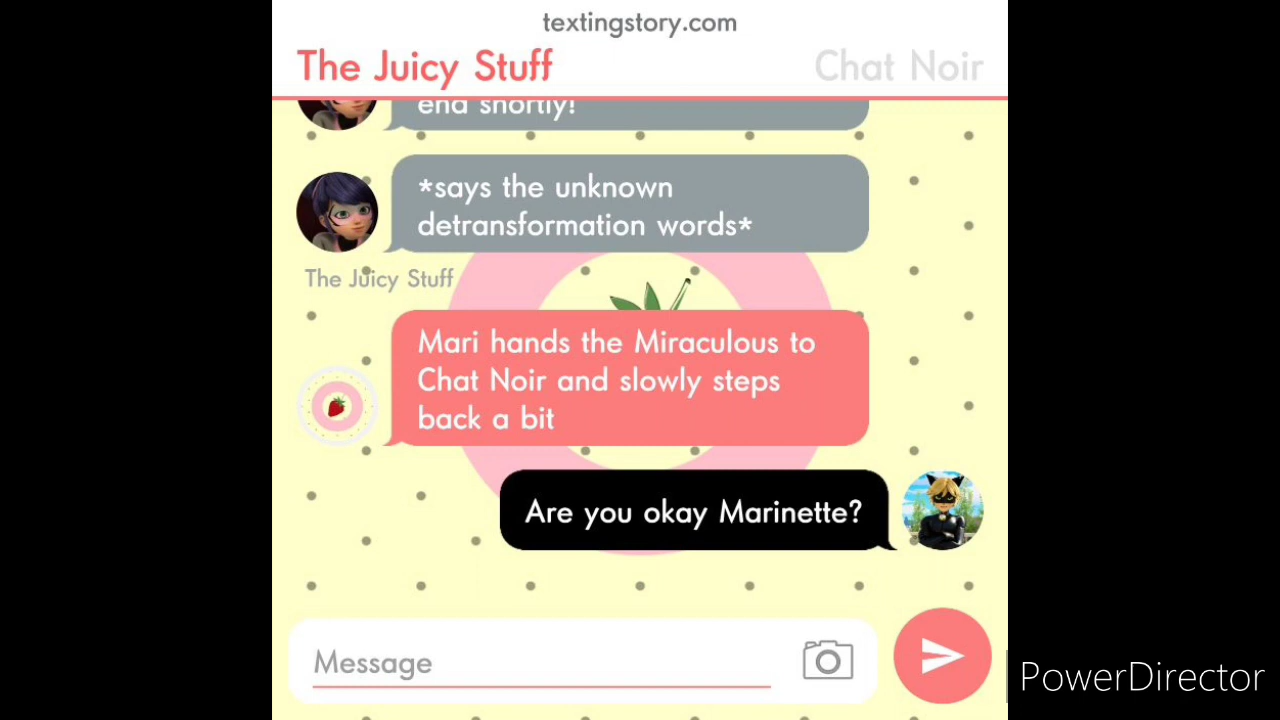 textingstory.com
The Juicy Stuff
Chat Noir
end shortly!
*says the unknown
detransformation words*
The Juicy Stuff
Mari hands the Miraculous to
Chat Noir and slowly steps
back a bit
Are you okay Marinette?
Message
PowerDirector